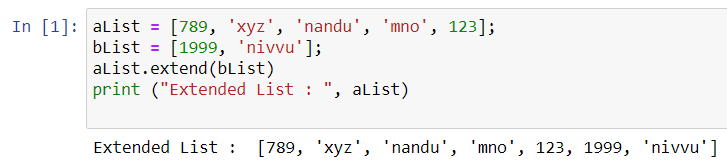 In [1]: aList = [789, 'xyz', 'nandu', 'mno', 123];
bList = [1999, 'nivvu'];
aList.extend(bList)
print ("Extended List : ", aList)
Extended List :  [789, 'xyz', 'nandu', 'mno', 123, 1999, 'nivvu']